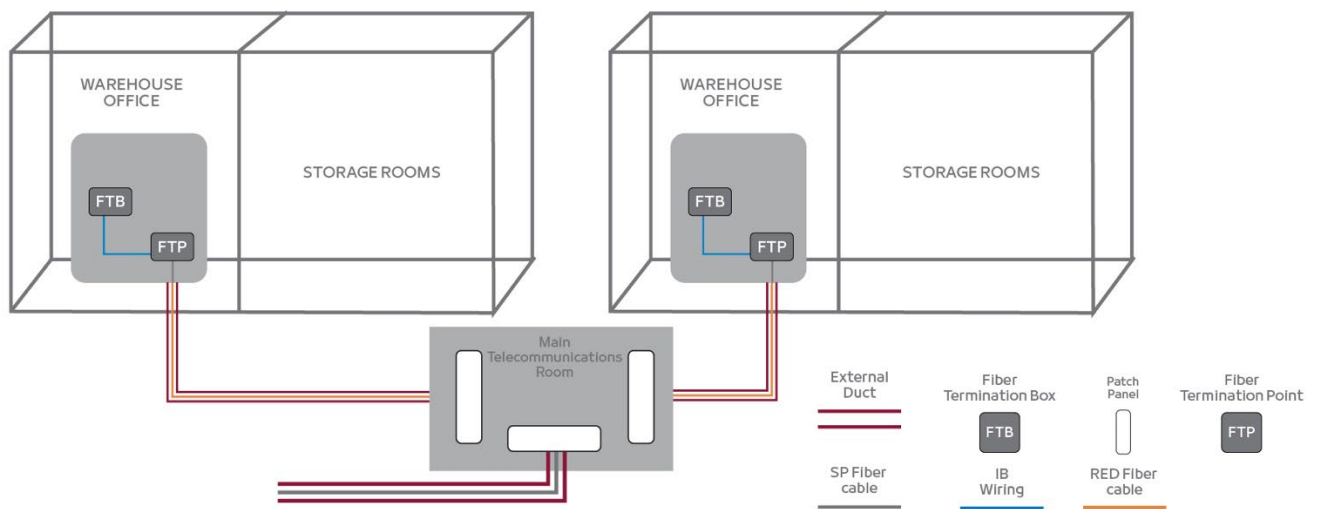 WAREHOUSE
OFFICE
STORAGE ROOMS
FTB
FTP
WAREHOUSE
OFFICE
STORAGE ROOMS
FTB
FTP
Main
Telecommunications
Room
External
Duct
Fiber
Termination Box
FTB
Patch
Panel
Fiber
Termination Point
FTP
SP Fiber
cable
IB
Wiring
RED Fiber
cable